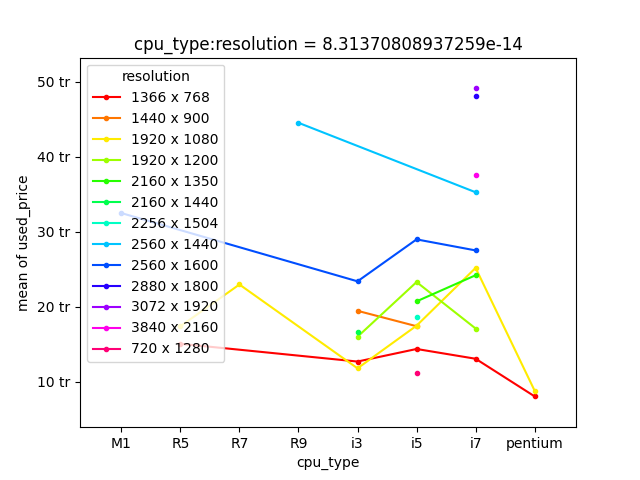 cpu_type:resolution = 8.31370808937259e-14
mean of used_price
50 tr
40 tr
30 tr
20 tr
10 tr
resolution
1366 x 768
1440 x 900
1920 x 1080
1920 x 1200
2160 x 1350
2160 x 1440
2256 x 1504
2560 x 1440
2560 x 1600
2880 x 1800
3072 x 1920
3840 x 2160
720 x 1280
M1 R5 R7 R9 i3 i5 i7 pentium
cpu_type